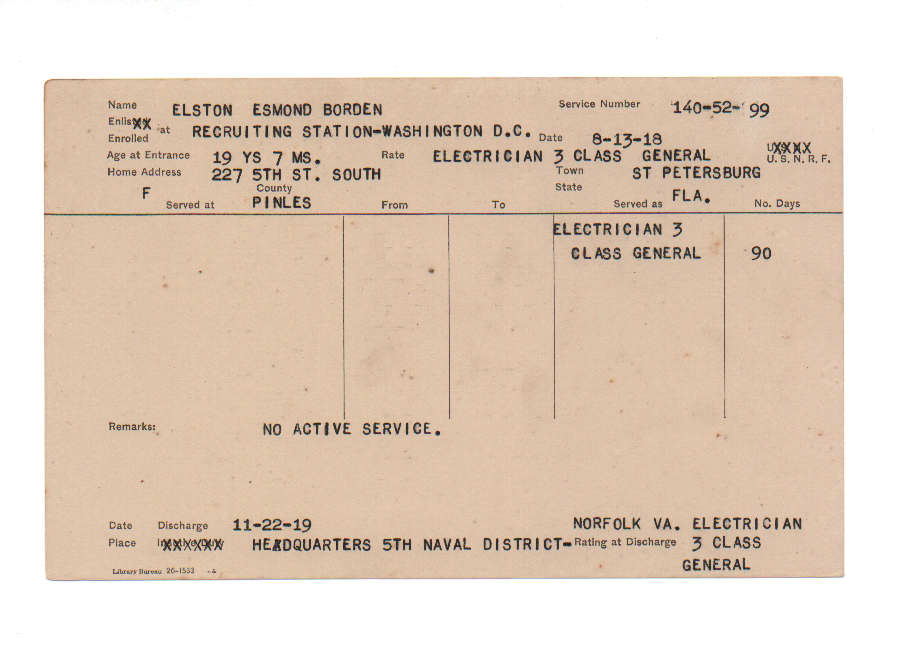 Name ELSTON ESMOND BORDEN Service Number 140-52- 99
Enlis
Enrolled at RECRUITING STATION-WASHINGTON D.C. Date 8-13-18
Age at Entrance 19 YS 7 MS. Rate ELECTRICIAN 3 CLASS GENERAL U.S.N.R.F.
Home Address 227 5TH ST. SOUTH Town ST PETERSBURG
F County PINLES State FLA.
Served at From To Served as No. Days
ELECTRICIAN 3
CLASS GENERAL 90
Remarks: NO ACTIVE SERVICE.
Date Discharge 11-22-19 NORFOLK VA. ELECTRICIAN
Place HEADQUARTERS 5TH NAVAL DISTRICT- Rating at Discharge 3 CLASS
GENERAL
Library Bureau 26-1553